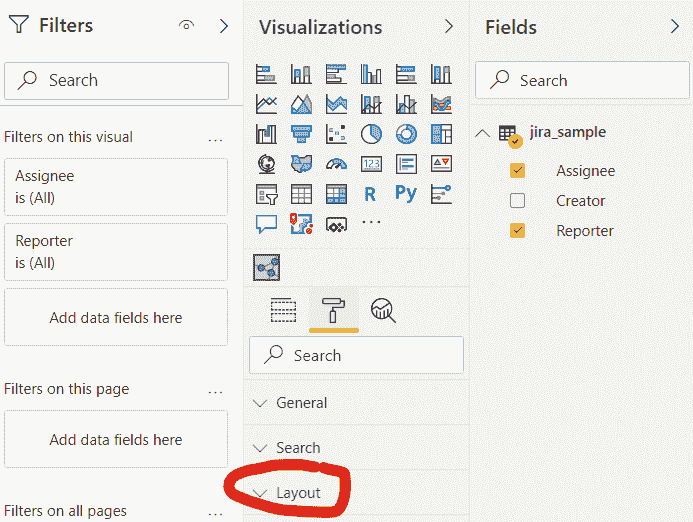 Filters
Search
Filters on this visual
...
Assignee
is (All)
Reporter
is (All)
Add data fields here
Filters on this page
...
Add data fields here
Filters on all pages
...
Visualizations
123
R
Py
...
Search
General
Search
Layout
Fields
Search
jira_sample
Assignee
Creator
Reporter